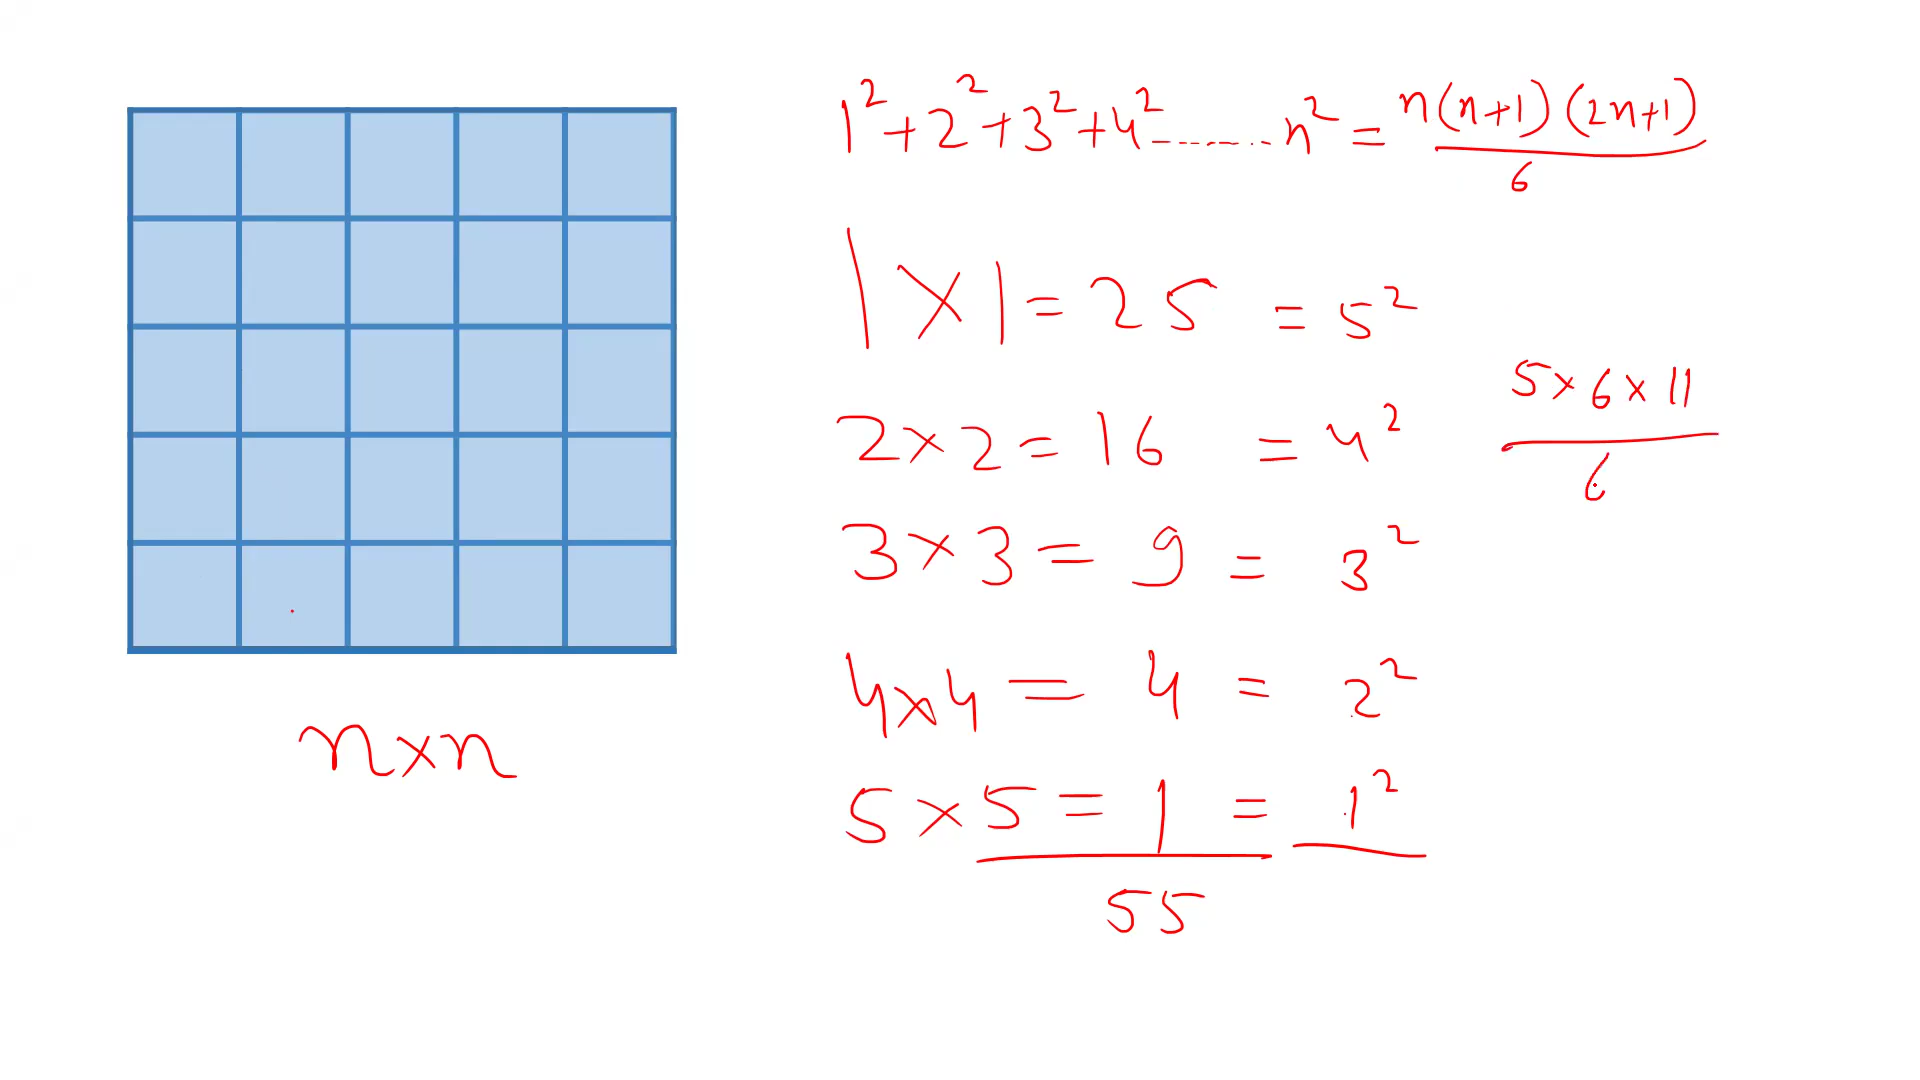 1² + 2² + 3² + 4² ------- n² = n(n+1)(2n+1)
6
1 × 1 = 25 = 5²
5 × 6 × 11
6
2 × 2 = 16 = 4²
3 × 3 = 9 = 3²
4 × 4 = 4 = 2²
n × n
5 × 5 = 1 = 1²
55